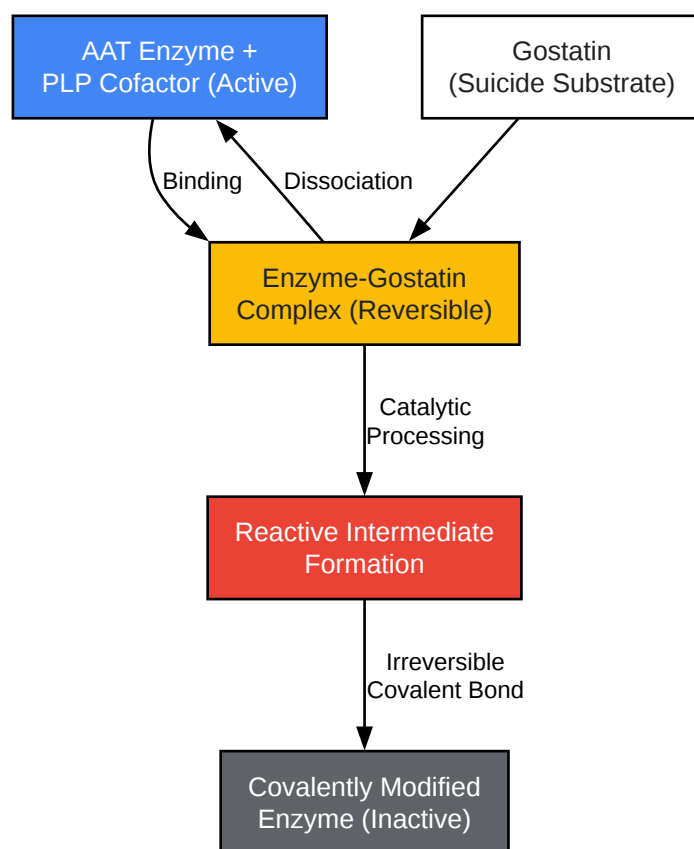 AAT Enzyme +
PLP Cofactor (Active)
Gostatin
(Suicide Substrate)
Binding
Dissociation
Enzyme-Gostatin
Complex (Reversible)
Catalytic
Processing
Reactive Intermediate
Formation
Irreversible
Covalent Bond
Covalently Modified
Enzyme (Inactive)